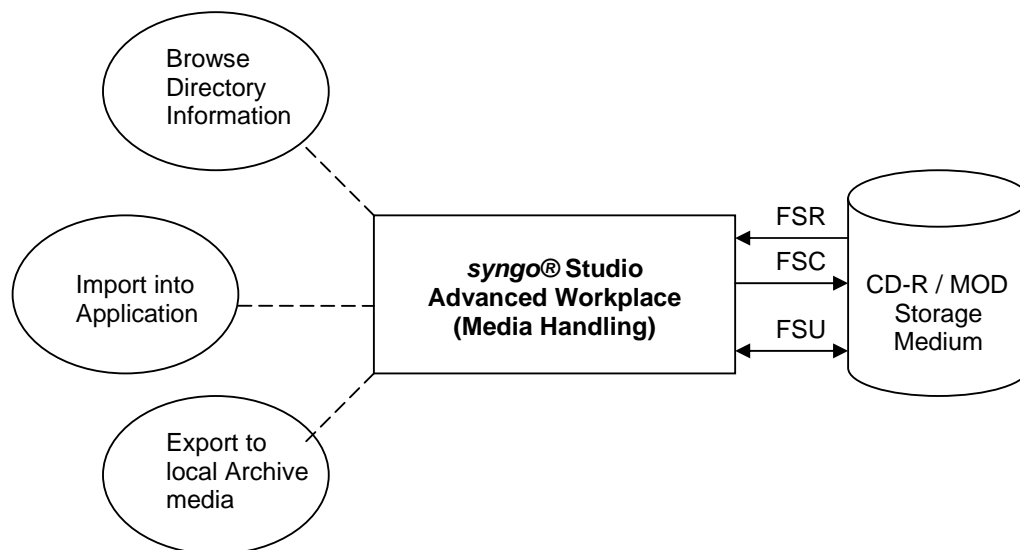 Browse
Directory
Information
Import into
Application
Export to
local Archive
media
syngo® Studio
Advanced Workplace
(Media Handling)
FSR
FSC
FSU
CD-R / MOD
Storage
Medium